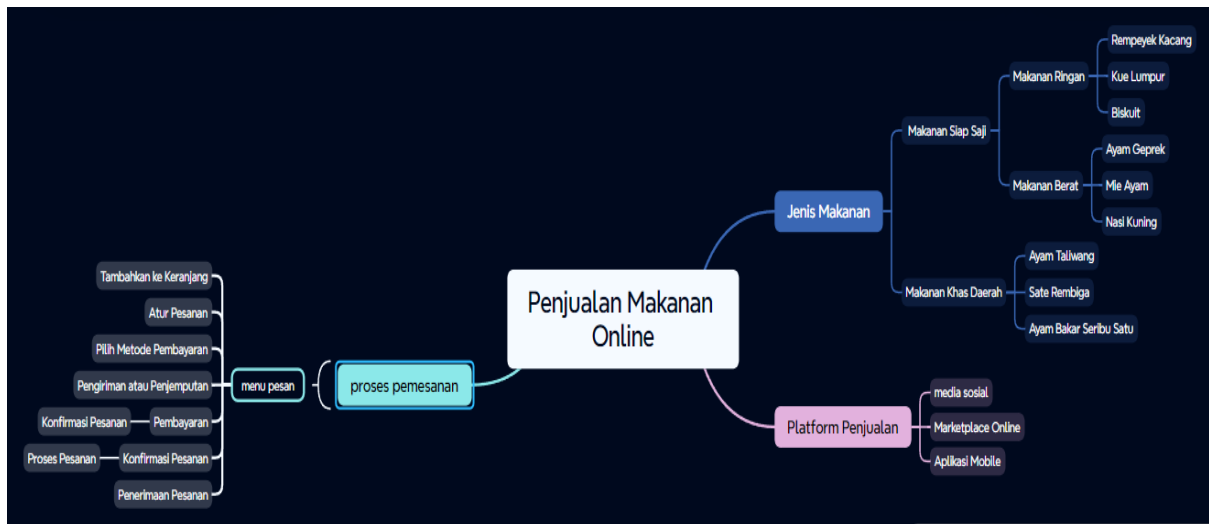 Penjualan Makanan
Online
Jenis Makanan
Makanan Siap Saji
Makanan Ringan
Rempeyek Kacang
Kue Lumpur
Biskuit
Makanan Berat
Ayam Geprek
Mie Ayam
Nasi Kuning
Makanan Khas Daerah
Ayam Taliwang
Sate Rembiga
Ayam Bakar Seribu Satu
Platform Penjualan
media sosial
Marketplace Online
Aplikasi Mobile
proses pemesanan
menu pesan
Tambahkan ke Keranjang
Atur Pesanan
Pilih Metode Pembayaran
Pengiriman atau Penjemputan
Pembayaran
Konfirmasi Pesanan
Konfirmasi Pesanan
Proses Pesanan
Penerimaan Pesanan